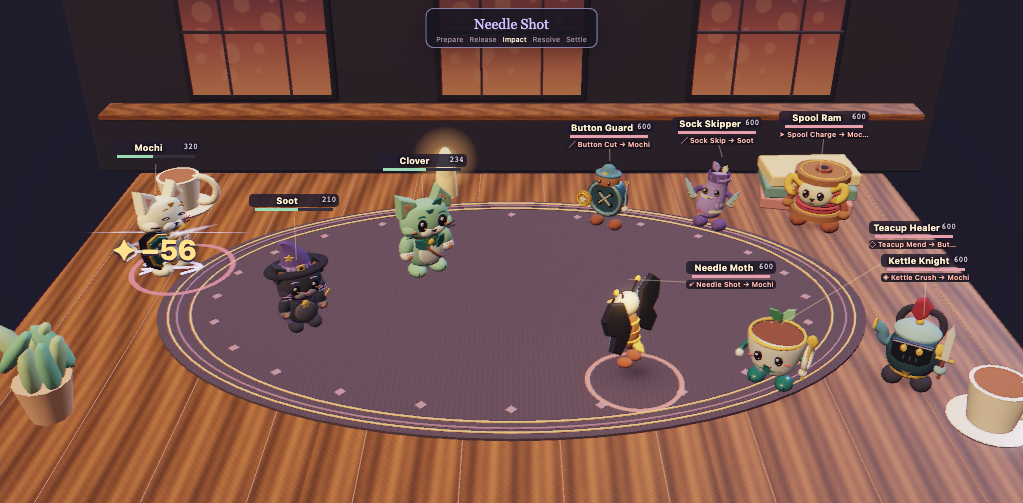 Needle Shot
Prepare Release Impact Resolve Settle
Mochi 320
Soot 210
Clover 234
Button Guard 600
Button Cut → Mochi
Sock Skipper 600
Sock Skip → Soot
Spool Ram 600
Spool Charge → Moc...
Teacup Healer 600
Teacup Mend → But...
Kettle Knight 600
Kettle Crush → Mochi
Needle Moth 600
Needle Shot → Mochi
-56